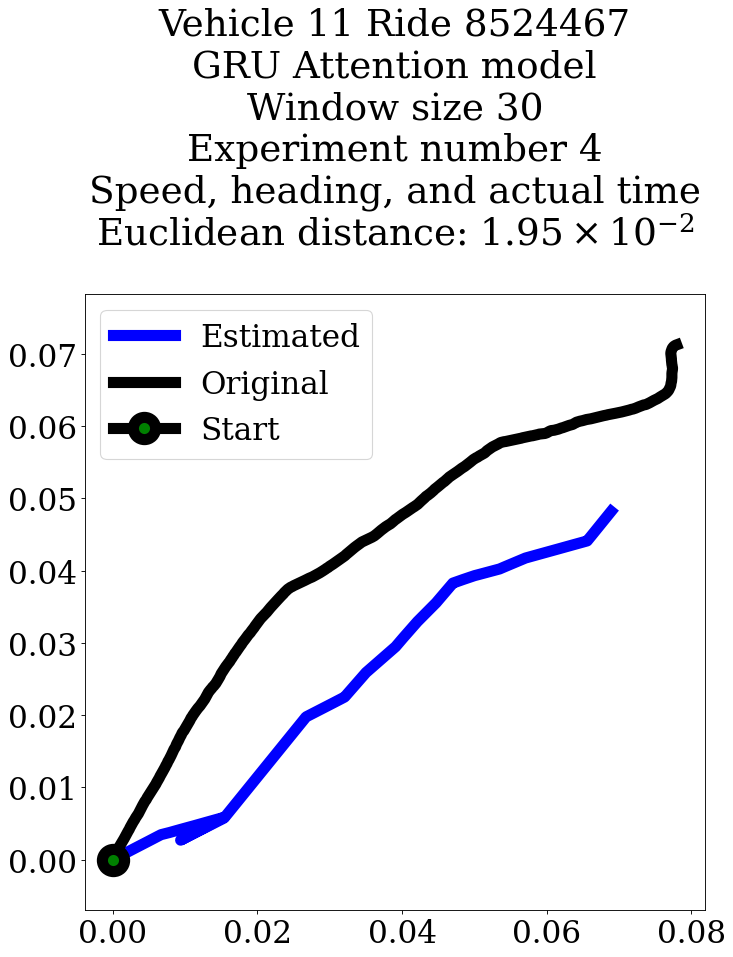 Vehicle 11 Ride 8524467
GRU Attention model
Window size 30
Experiment number 4
Speed, heading, and actual time
Euclidean distance: 1.95 × 10⁻²
Estimated
Original
Start
0.07
0.06
0.05
0.04
0.03
0.02
0.01
0.00
0.00 0.02 0.04 0.06 0.08